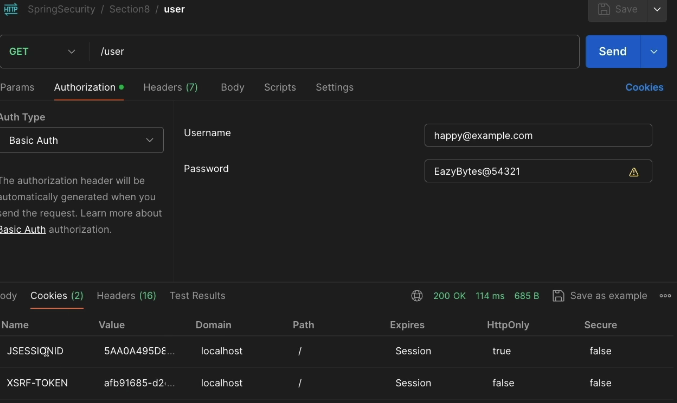 HTTP SpringSecurity / Section8 / user Save
GET /user Send
Params Authorization Headers (7) Body Scripts Settings Cookies
Auth Type
Basic Auth
Username happy@example.com
Password EazyBytes@54321
The authorization header will be
automatically generated when you
send the request. Learn more about
Basic Auth authorization.
ody Cookies (2) Headers (16) Test Results 200 OK 114 ms 685 B Save as example
Name Value Domain Path Expires HttpOnly Secure
JSESSIONID 5AA0A495D8... localhost / Session true false
XSRF-TOKEN afb91685-d2-... localhost / Session false false